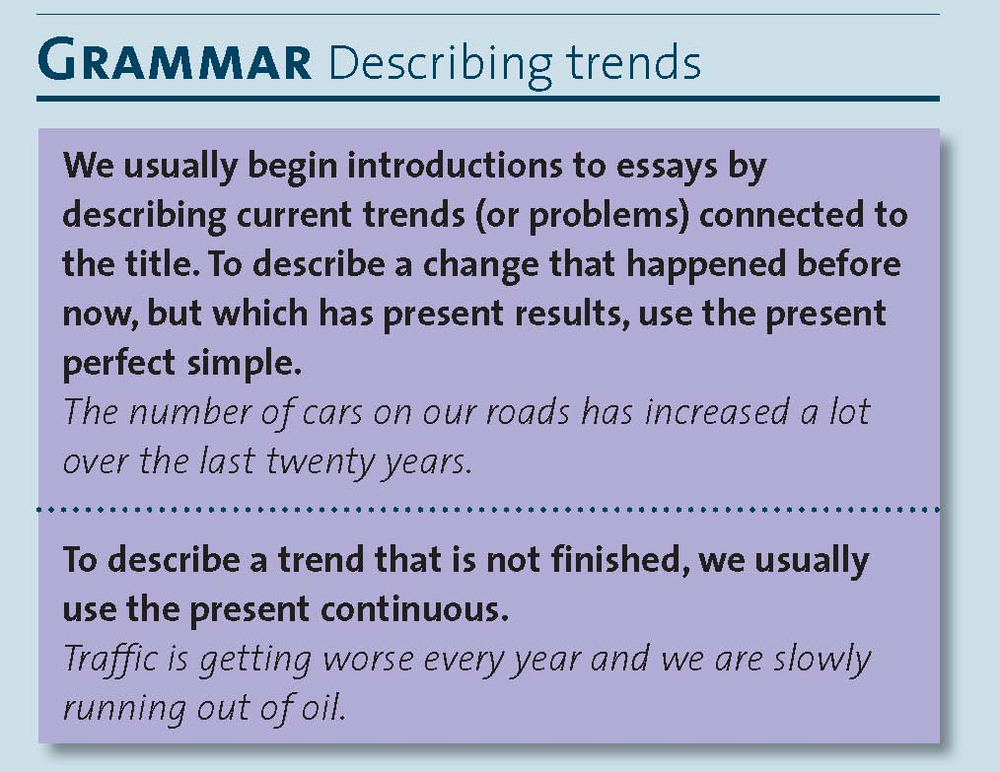 GRAMMAR Describing trends
We usually begin introductions to essays by
describing current trends (or problems) connected to
the title. To describe a change that happened before
now, but which has present results, use the present
perfect simple.
The number of cars on our roads has increased a lot
over the last twenty years.
To describe a trend that is not finished, we usually
use the present continuous.
Traffic is getting worse every year and we are slowly
running out of oil.